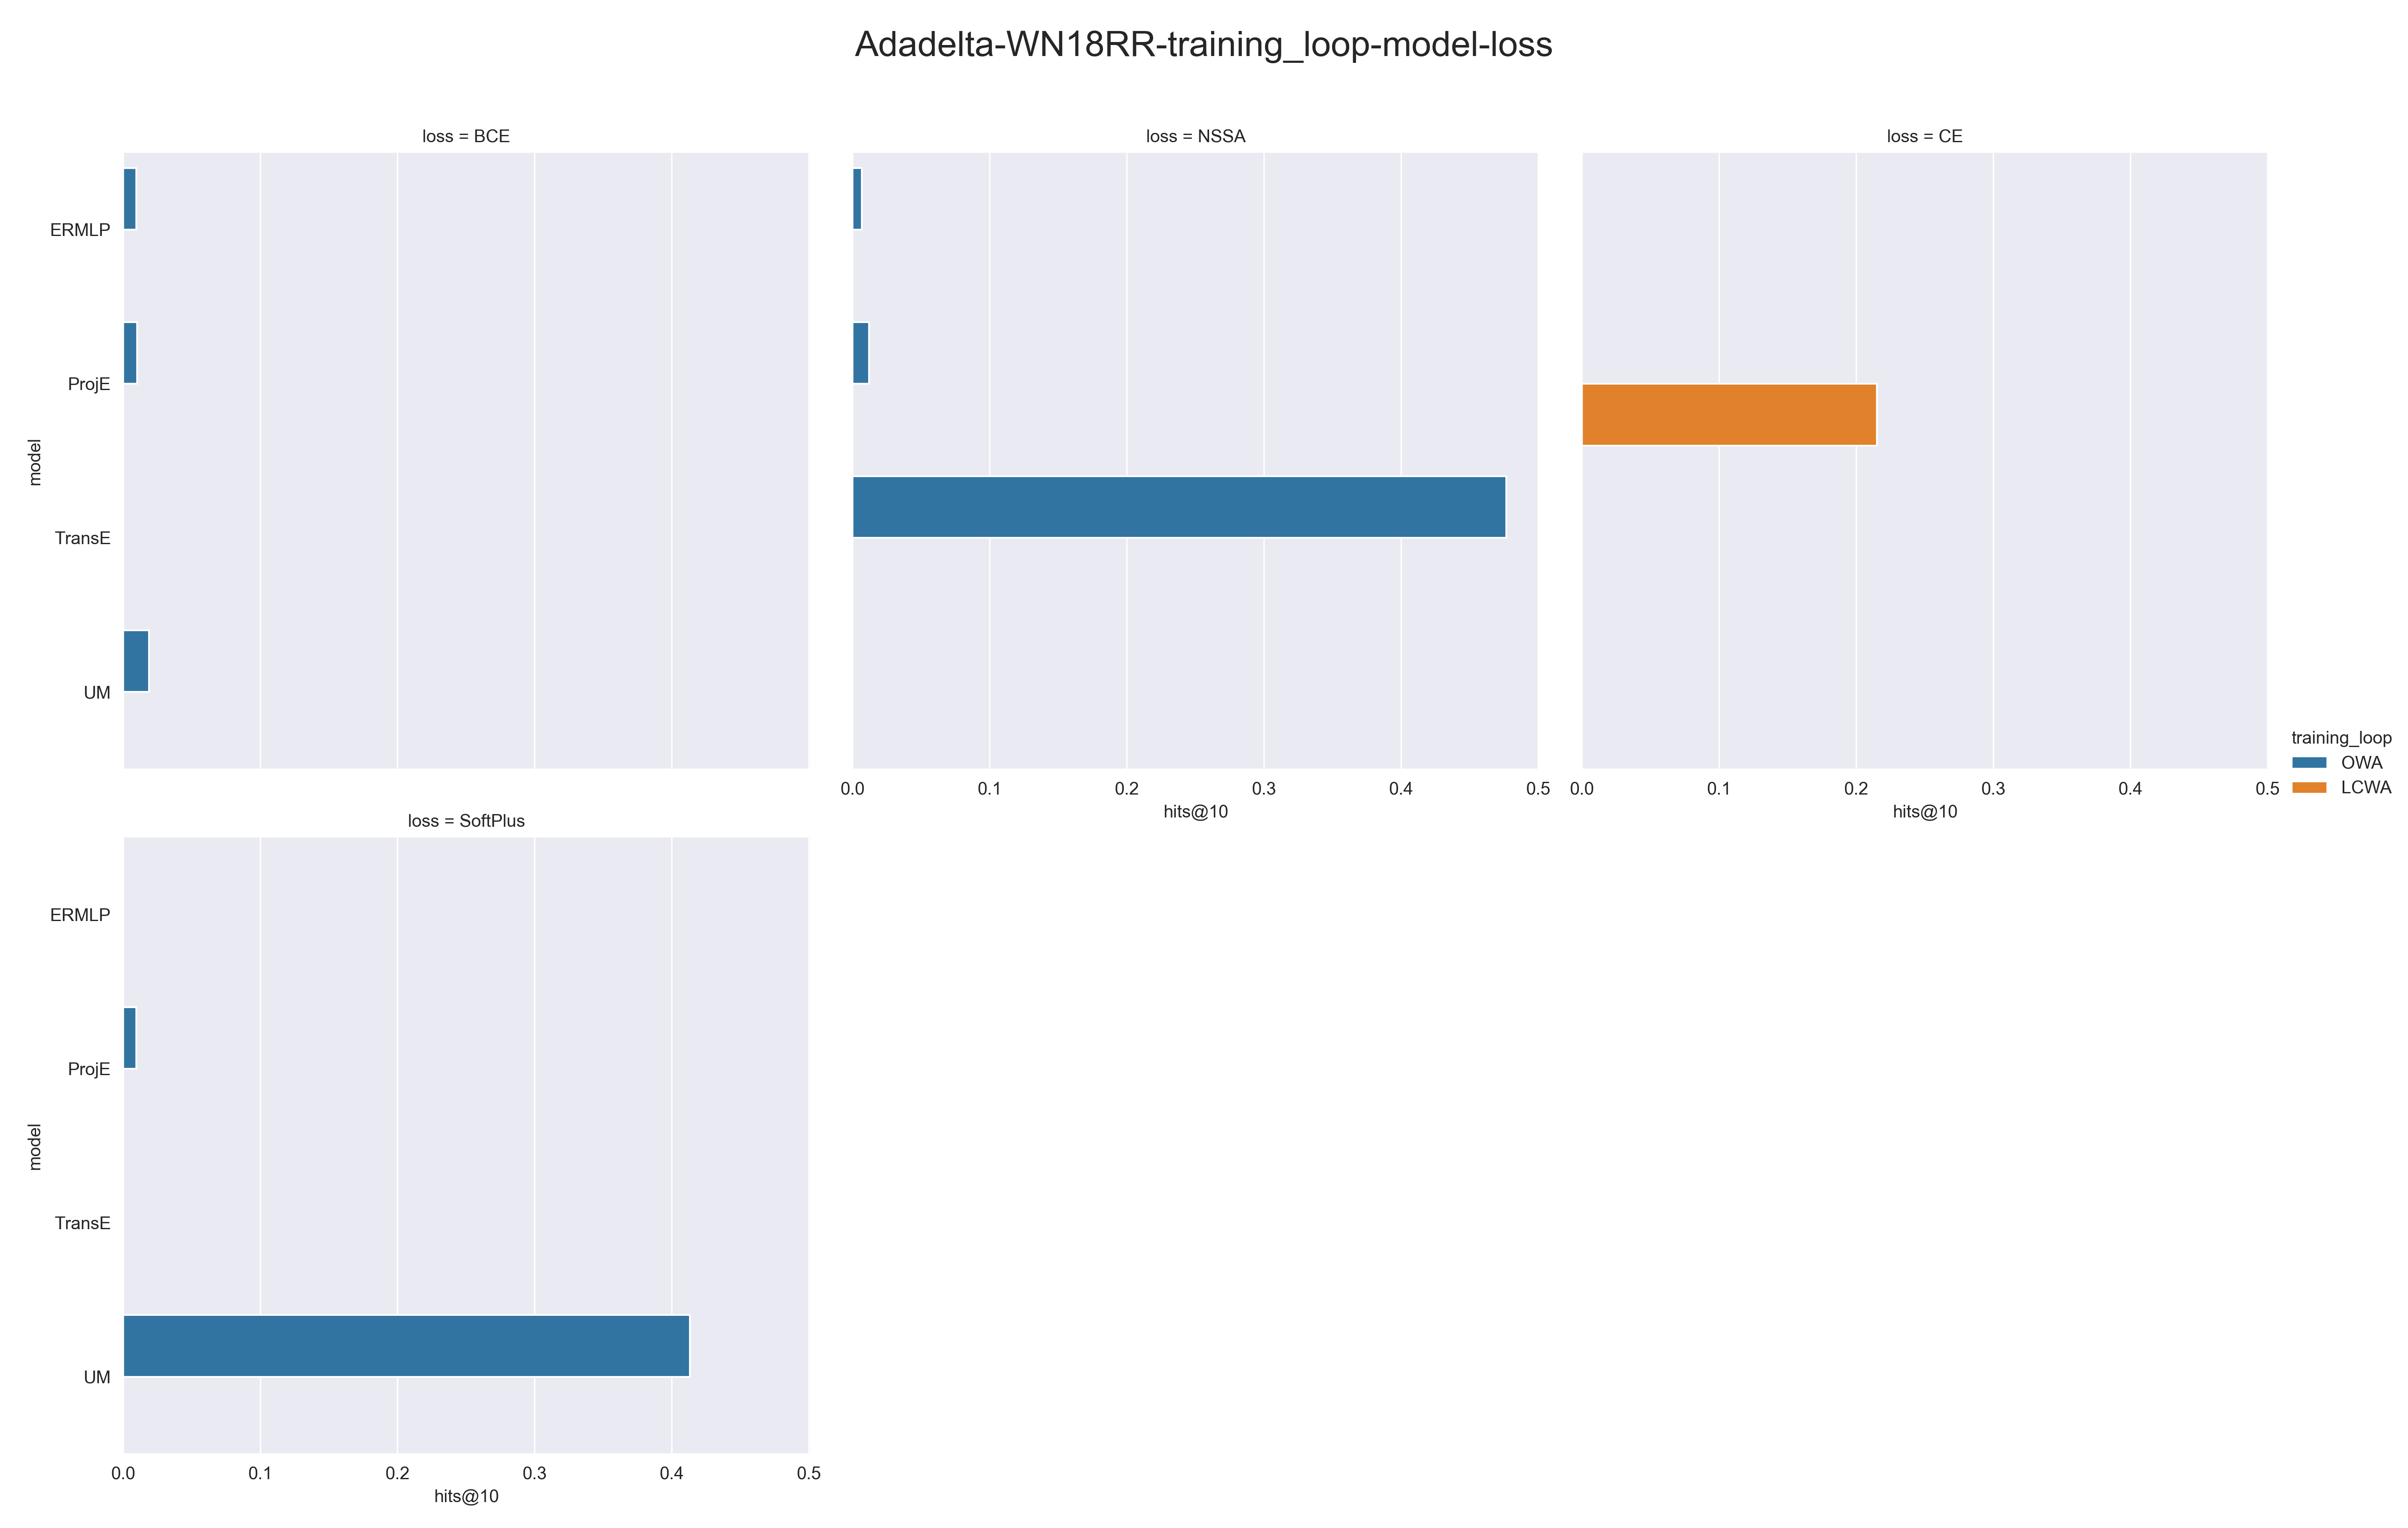 Adadelta-WN18RR-training_loop-model-loss
loss = BCE
ERMLP
ProjE
TransE
UM
model
loss = NSSA
0.0 0.1 0.2 0.3 0.4 0.5
hits@10
loss = CE
0.0 0.1 0.2 0.3 0.4 0.5
hits@10
training_loop
OWA
LCWA
loss = SoftPlus
ERMLP
ProjE
TransE
UM
model
0.0 0.1 0.2 0.3 0.4 0.5
hits@10